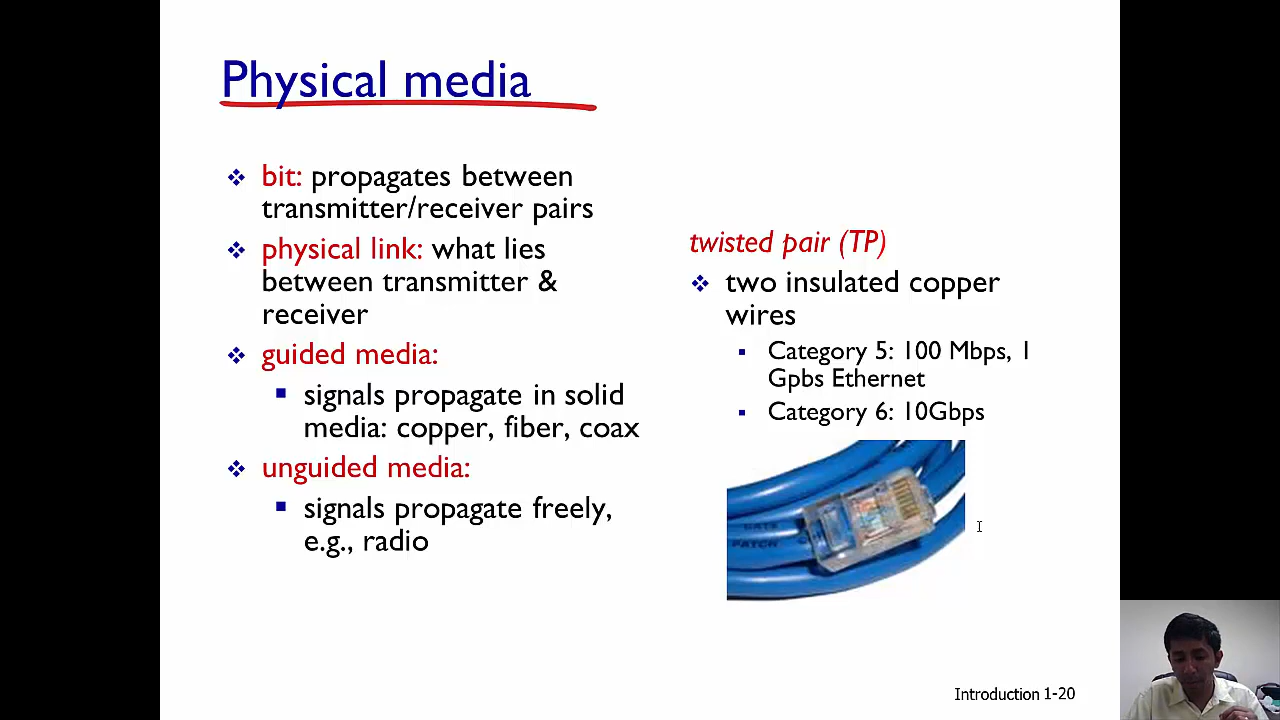 Physical media
bit: propagates between
transmitter/receiver pairs
physical link: what lies
between transmitter &
receiver
guided media:
signals propagate in solid
media: copper, fiber, coax
unguided media:
signals propagate freely,
e.g., radio
twisted pair (TP)
two insulated copper
wires
Category 5: 100 Mbps, 1
Gpbs Ethernet
Category 6: 10Gbps
PATCH
Introduction 1-20